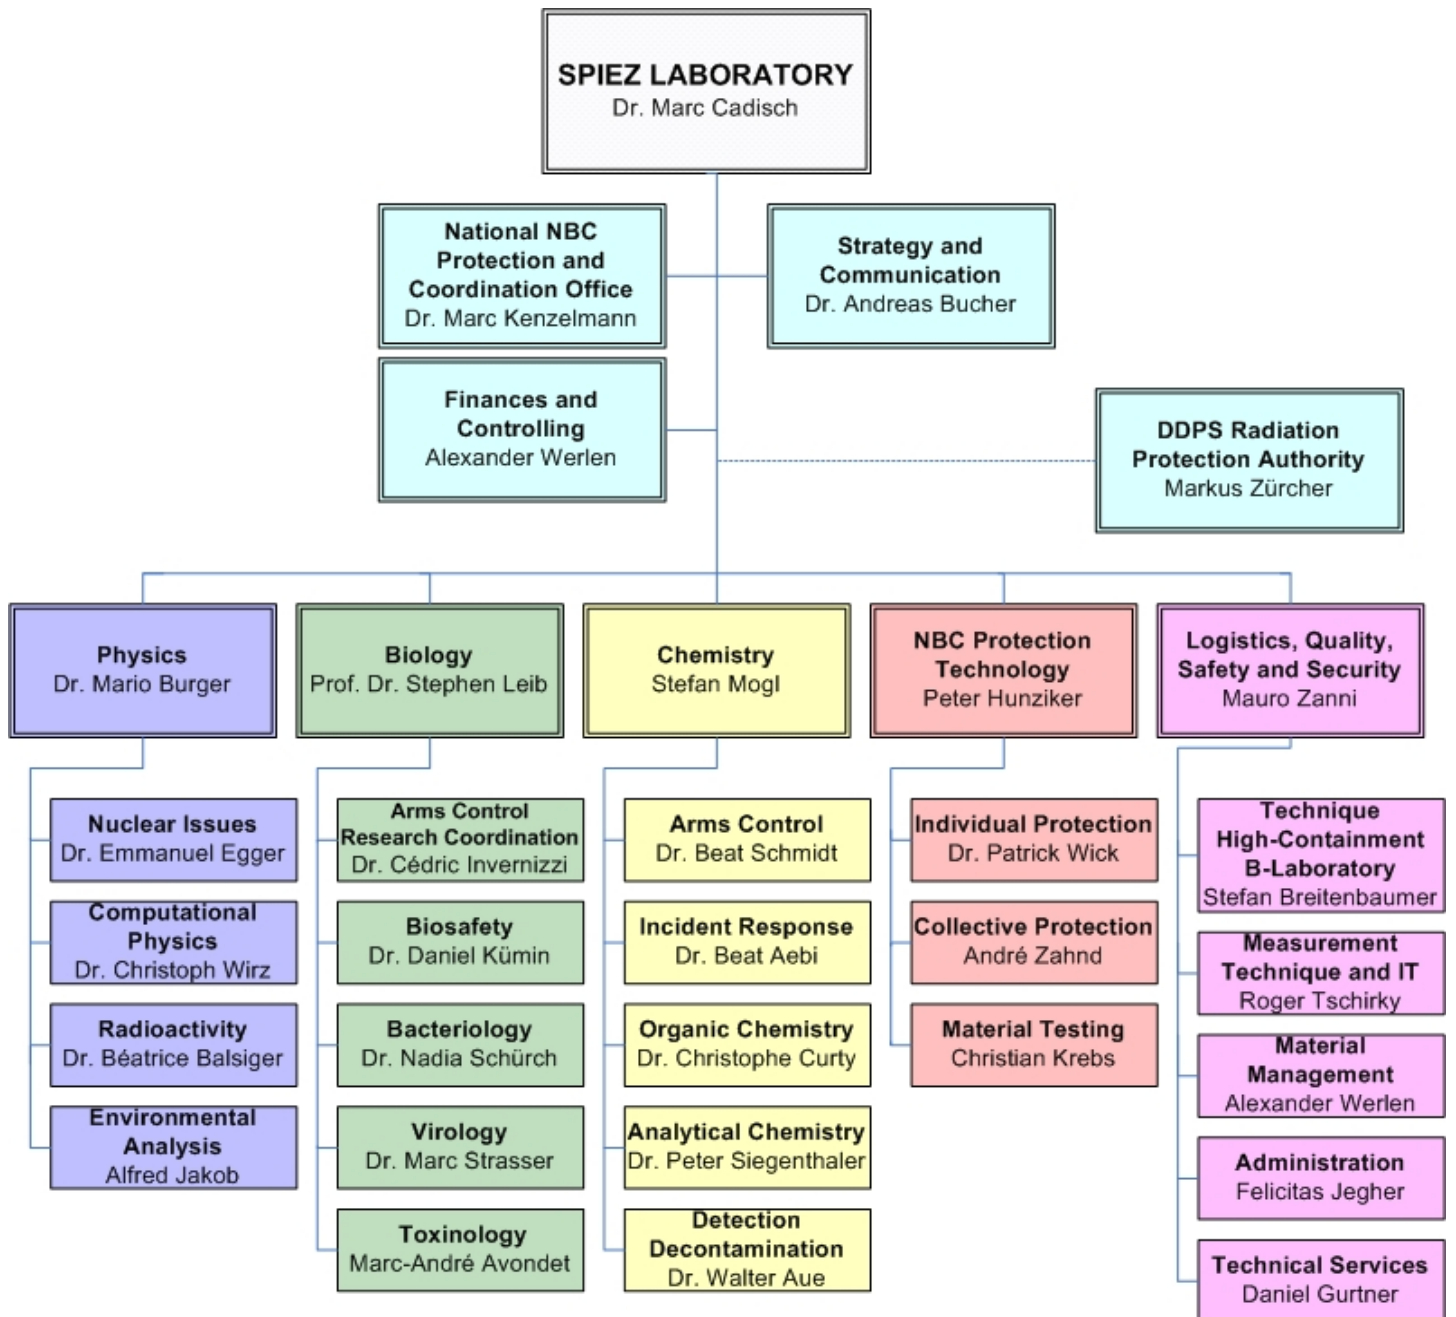 SPIEZ LABORATORY
Dr. Marc Cadisch
National NBC
Protection and
Coordination Office
Dr. Marc Kenzelmann
Strategy and
Communication
Dr. Andreas Bucher
Finances and
Controlling
Alexander Werlen
DDPS Radiation
Protection Authority
Markus Zürcher
Physics
Dr. Mario Burger
Biology
Prof. Dr. Stephen Leib
Chemistry
Stefan Mogl
NBC Protection
Technology
Peter Hunziker
Logistics, Quality,
Safety and Security
Mauro Zanni
Nuclear Issues
Dr. Emmanuel Egger
Computational
Physics
Dr. Christoph Wirz
Radioactivity
Dr. Béatrice Balsiger
Environmental
Analysis
Alfred Jakob
Arms Control
Research Coordination
Dr. Cédric Invernizzi
Biosafety
Dr. Daniel Kümin
Bacteriology
Dr. Nadia Schürch
Virology
Dr. Marc Strasser
Toxinology
Marc-André Avondet
Arms Control
Dr. Beat Schmidt
Incident Response
Dr. Beat Aebi
Organic Chemistry
Dr. Christophe Curty
Analytical Chemistry
Dr. Peter Siegenthaler
Detection
Decontamination
Dr. Walter Aue
Individual Protection
Dr. Patrick Wick
Collective Protection
André Zahnd
Material Testing
Christian Krebs
Technique
High-Containment
B-Laboratory
Stefan Breitenbaumer
Measurement
Technique and IT
Roger Tschirky
Material
Management
Alexander Werlen
Administration
Felicitas Jegher
Technical Services
Daniel Gurtner